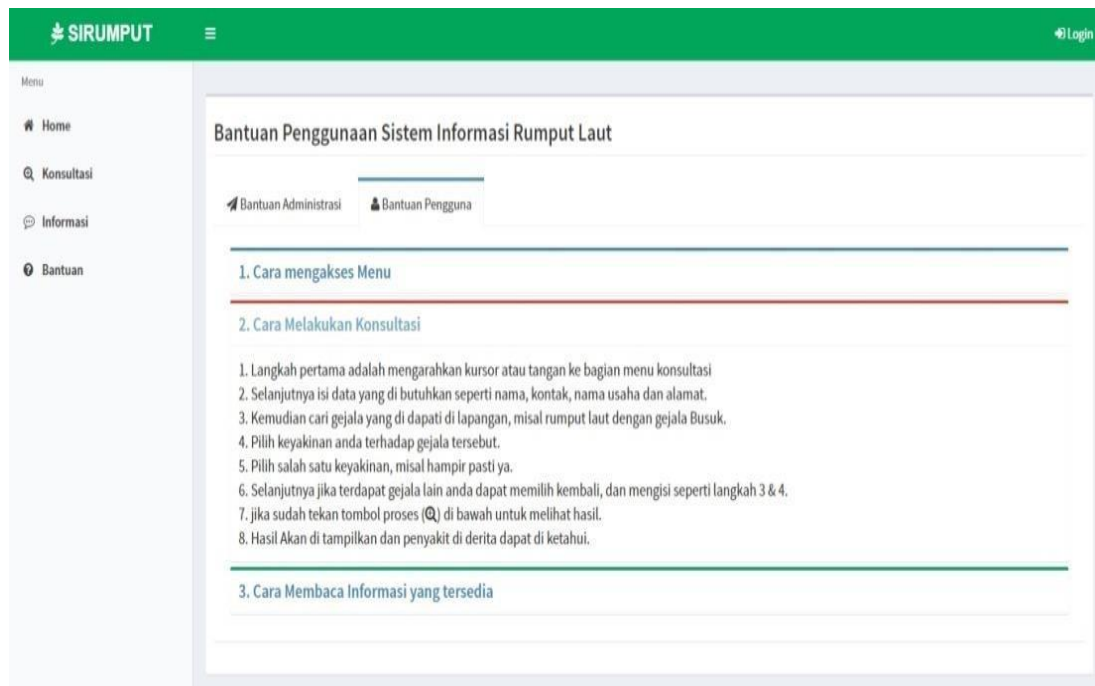 SIRUMPUT
Login
Menu
Home
Konsultasi
Informasi
Bantuan
Bantuan Penggunaan Sistem Informasi Rumput Laut
Bantuan Administrasi
Bantuan Pengguna
1. Cara mengakses Menu
2. Cara Melakukan Konsultasi
1. Langkah pertama adalah mengarahkan kursor atau tangan ke bagian menu konsultasi
2. Selanjutnya isi data yang di butuhkan seperti nama, kontak, nama usaha dan alamat.
3. Kemudian cari gejala yang di dapati di lapangan, misal rumput laut dengan gejala Busuk.
4. Pilih keyakinan anda terhadap gejala tersebut.
5. Pilih salah satu keyakinan, misal hampir pasti ya.
6. Selanjutnya jika terdapat gejala lain anda dapat memilih kembali, dan mengisi seperti langkah 3 & 4.
7. jika sudah tekan tombol proses () di bawah untuk melihat hasil.
8. Hasil Akan di tampilkan dan penyakit di derita dapat di ketahui.
3. Cara Membaca Informasi yang tersedia